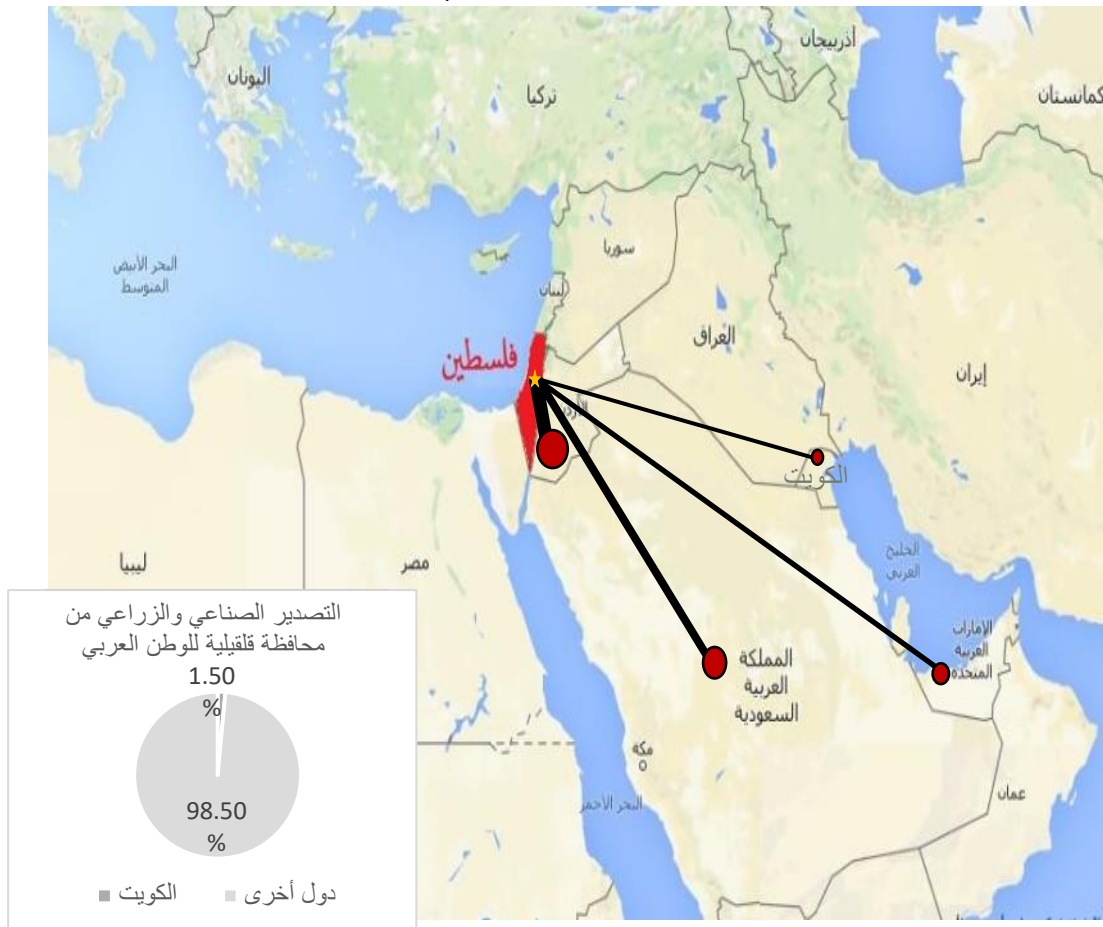 أذربيجان
اليونان
تركيا
كمانستان
سوريا
البحر الأبيض
المتوسط
لبنان
العراق
فلسطين
إيران
الأردن
الكويت
الخليج
العربي
ليبيا
مصر
الإمارات
العربية
المتحدة
المملكة
العربية
السعودية
مكة
عمان
البحر الأحمر
التصدير الصناعي والزراعي من
محافظة قلقيلية للوطن العربي
1.50
%
98.50
%
الكويت
دول أخرى